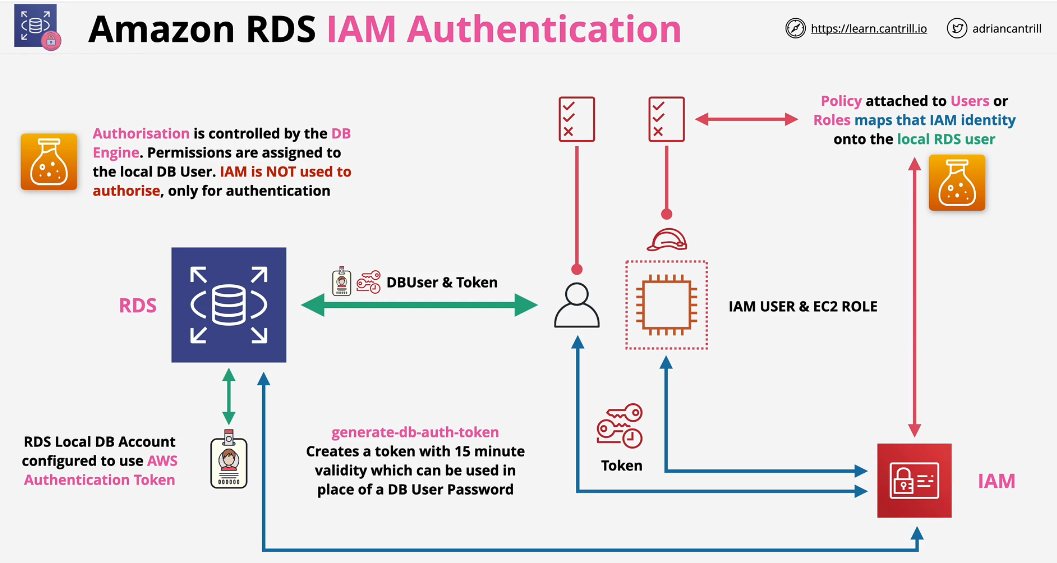 Amazon RDS IAM Authentication
https://learn.cantrill.io
adriancantrill
Authorisation is controlled by the DB
Engine. Permissions are assigned to
the local DB User. IAM is NOT used to
authorise, only for authentication
Policy attached to Users or
Roles maps that IAM identity
onto the local RDS user
RDS
DBUser & Token
IAM USER & EC2 ROLE
RDS Local DB Account
configured to use AWS
Authentication Token
generate-db-auth-token
Creates a token with 15 minute
validity which can be used in
place of a DB User Password
Token
IAM